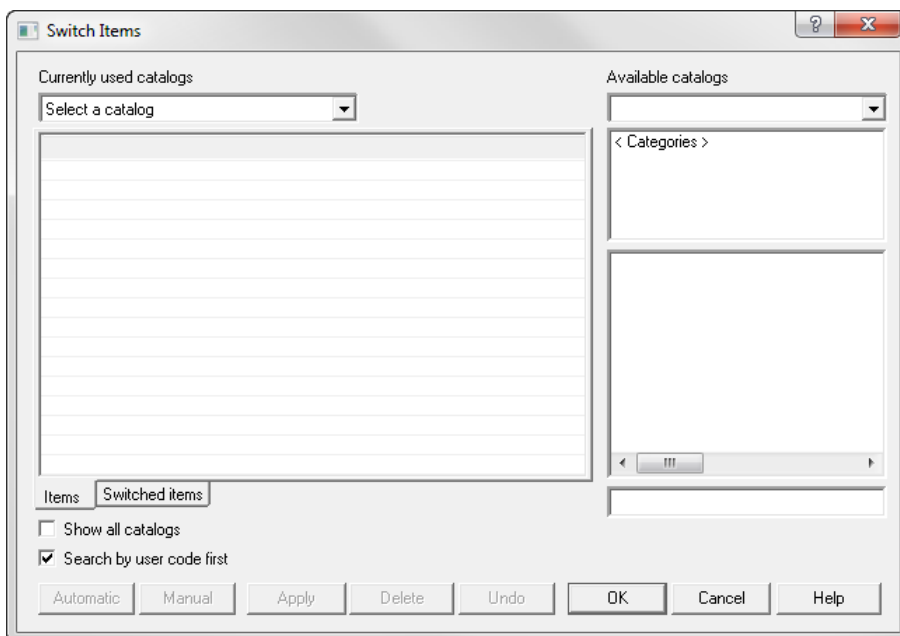 Switch Items
Currently used catalogs
Select a catalog
Available catalogs
< Categories >
Items
Switched items
Show all catalogs
Search by user code first
Automatic
Manual
Apply
Delete
Undo
OK
Cancel
Help